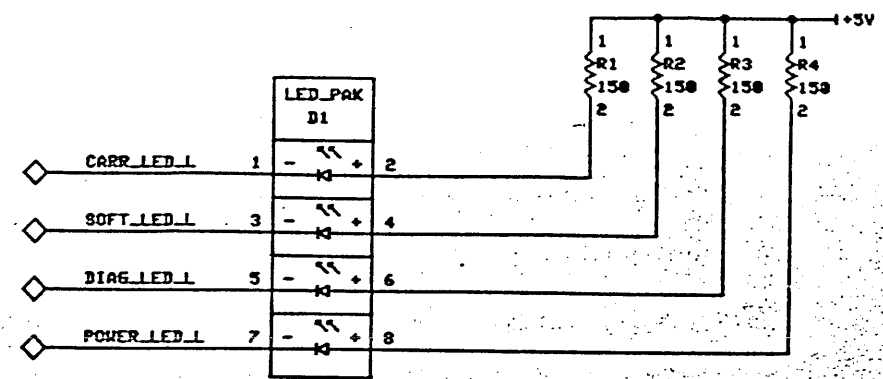 +5V
1 1 1 1
R1 R2 R3 R4
150 150 150 150
2 2 2 2
LED_PAK
D1
CARR_LED_L 1 - + 2
SOFT_LED_L 3 - + 4
DIAG_LED_L 5 - + 6
POWER_LED_L 7 - + 8